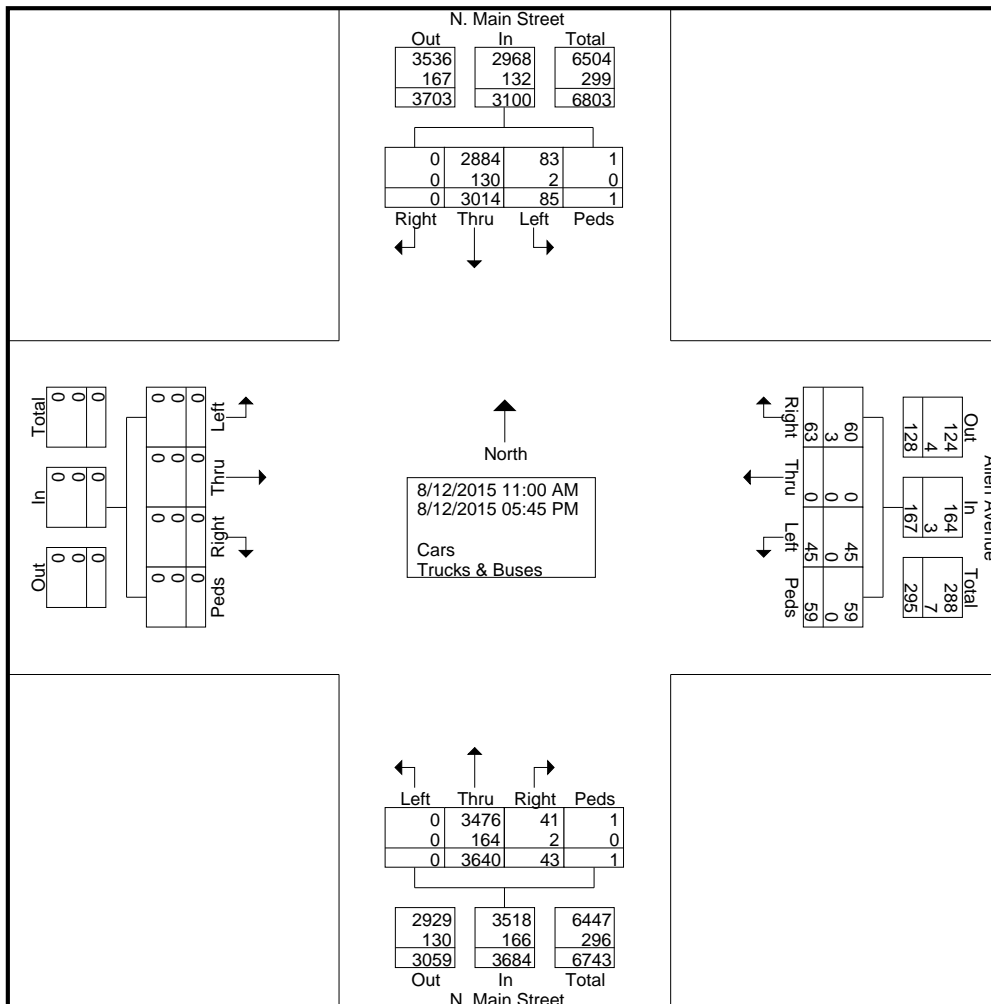 N. Main Street
Out In Total
3536 2968 6504
167 132 299
3703 3100 6803
0 2884 83 1
0 130 2 0
0 3014 85 1
Right Thru Left Peds
Total
0 0 0
In
0 0 0
Out
0 0 0
Left
0 0 0
Thru
0 0 0
Right
0 0 0
Peds
0 0 0
North
8/12/2015 11:00 AM
8/12/2015 05:45 PM
Cars
Trucks & Buses
Right Thru Left Peds
60 0 45 59
3 0 0 0
63 0 45 59
Allen Avenue
Out In Total
124 164 288
4 3 7
128 167 295
Left Thru Right Peds
0 3476 41 1
0 164 2 0
0 3640 43 1
2929 3518 6447
130 166 296
3059 3684 6743
Out In Total
N. Main Street